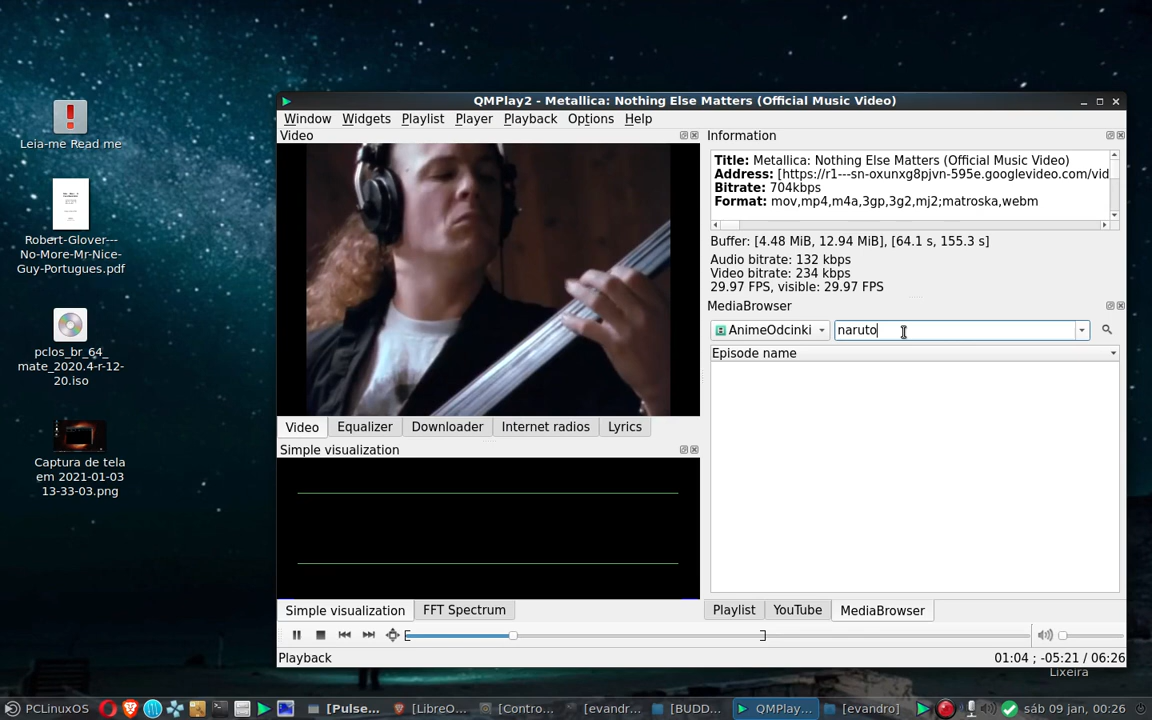 Leia-me Read me
Robert-Glover---
No-More-Mr-Nice-
Guy-Portugues.pdf
pclos_br_64_
mate_2020.4-r-12-
20.iso
Captura de tela
em 2021-01-03
13-33-03.png
QMPlay2 - Metallica: Nothing Else Matters (Official Music Video)
Window Widgets Playlist Player Playback Options Help
Video
Video Equalizer Downloader Internet radios Lyrics
Simple visualization
Simple visualization FFT Spectrum
Information
Title: Metallica: Nothing Else Matters (Official Music Video)
Address: [https://r1---sn-oxunxg8pjvn-595e.googlevideo.com/vid
Bitrate: 704kbps
Format: mov,mp4,m4a,3gp,3g2,mj2;matroska,webm
Buffer: [4.48 MiB, 12.94 MiB], [64.1 s, 155.3 s]
Audio bitrate: 132 kbps
Video bitrate: 234 kbps
29.97 FPS, visible: 29.97 FPS
MediaBrowser
AnimeOdcinki naruto
Episode name
Playlist YouTube MediaBrowser
Playback 01:04 ; -05:21 / 06:26
Lixeira
PCLinuxOS [Pulse... [LibreO... [Contro... [evandr... [BUDD... QMPlay... [evandro] sáb 09 jan, 00:26